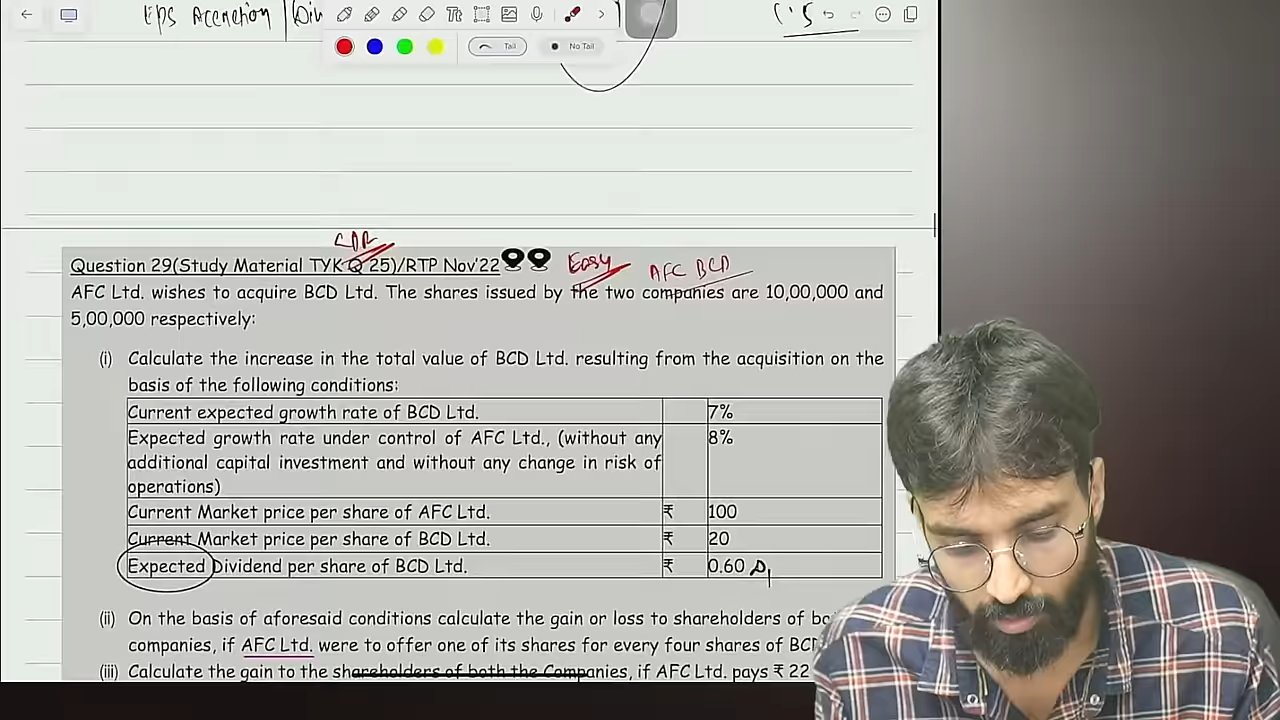 EPS Accretion | Div
Tail
No Tail
Easy AFC BCD
Question 29(Study Material TYK Q 25)/RTP Nov'22
AFC Ltd. wishes to acquire BCD Ltd. The shares issued by the two companies are 10,00,000 and
5,00,000 respectively:
(i) Calculate the increase in the total value of BCD Ltd. resulting from the acquisition on the
basis of the following conditions:
Current expected growth rate of BCD Ltd. 7%
Expected growth rate under control of AFC Ltd., (without any 8%
additional capital investment and without any change in risk of
operations)
Current Market price per share of AFC Ltd. ₹ 100
Current Market price per share of BCD Ltd. ₹ 20
Expected Dividend per share of BCD Ltd. ₹ 0.60 D1
(ii) On the basis of aforesaid conditions calculate the gain or loss to shareholders of
companies, if AFC Ltd. were to offer one of its shares for every four shares of BCD
(iii) Calculate the gain to the shareholders of both the Companies, if AFC Ltd. pays ₹ 22